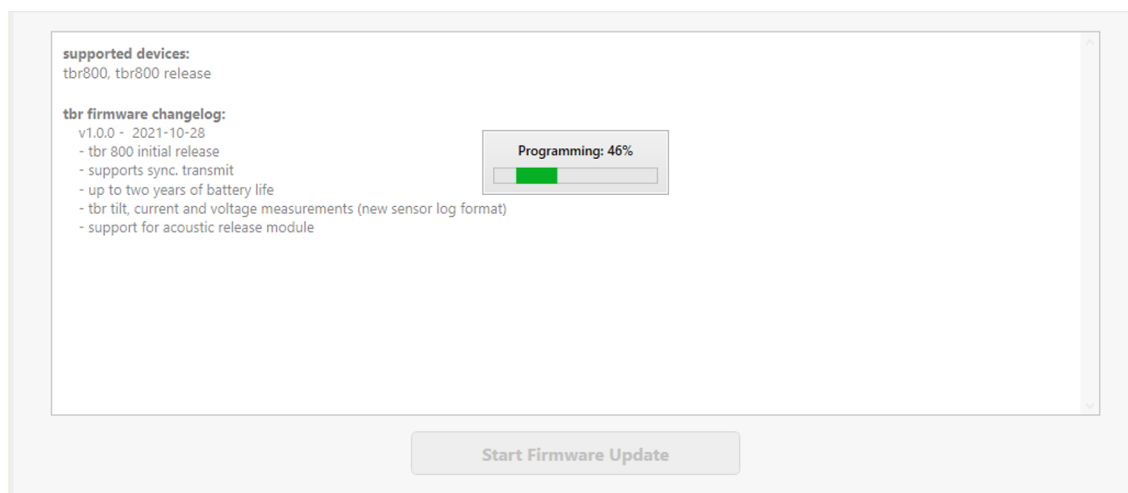 supported devices:
tbr800, tbr800 release
tbr firmware changelog:
v1.0.0 - 2021-10-28
- tbr 800 initial release
- supports sync. transmit
- up to two years of battery life
- tbr tilt, current and voltage measurements (new sensor log format)
- support for acoustic release module
Programming: 46%
Start Firmware Update